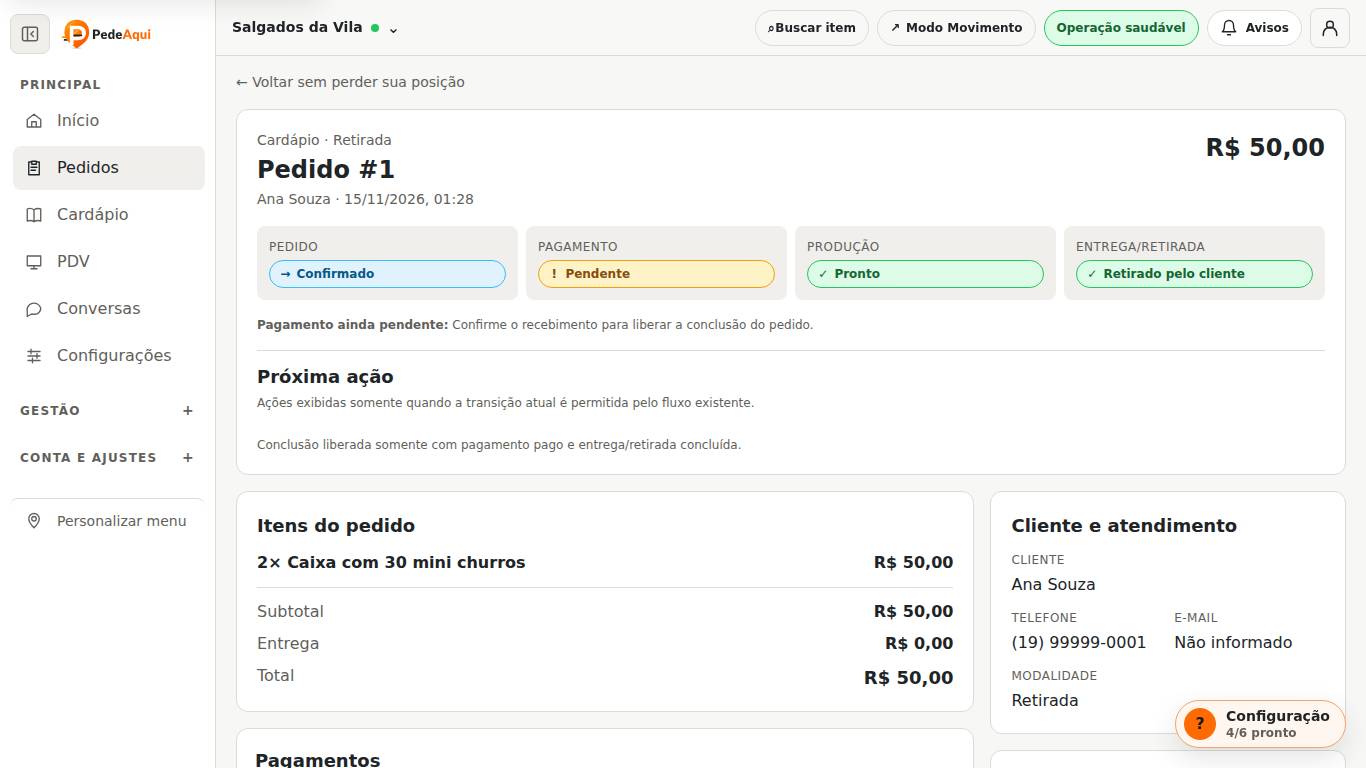 PedeAqui
Salgados da Vila
Buscar item
↗ Modo Movimento
Operação saudável
Avisos
PRINCIPAL
Início
Pedidos
Cardápio
PDV
Conversas
Configurações
GESTÃO +
CONTA E AJUSTES +
Personalizar menu
← Voltar sem perder sua posição
Cardápio · Retirada
Pedido #1
Ana Souza · 15/11/2026, 01:28
R$ 50,00
PEDIDO
→ Confirmado
PAGAMENTO
! Pendente
PRODUÇÃO
✓ Pronto
ENTREGA/RETIRADA
✓ Retirado pelo cliente
Pagamento ainda pendente: Confirme o recebimento para liberar a conclusão do pedido.
Próxima ação
Ações exibidas somente quando a transição atual é permitida pelo fluxo existente.
Conclusão liberada somente com pagamento pago e entrega/retirada concluída.
Itens do pedido
2× Caixa com 30 mini churros R$ 50,00
Subtotal R$ 50,00
Entrega R$ 0,00
Total R$ 50,00
Pagamentos
Cliente e atendimento
CLIENTE
Ana Souza
TELEFONE E-MAIL
(19) 99999-0001 Não informado
MODALIDADE
Retirada
? Configuração
4/6 pronto